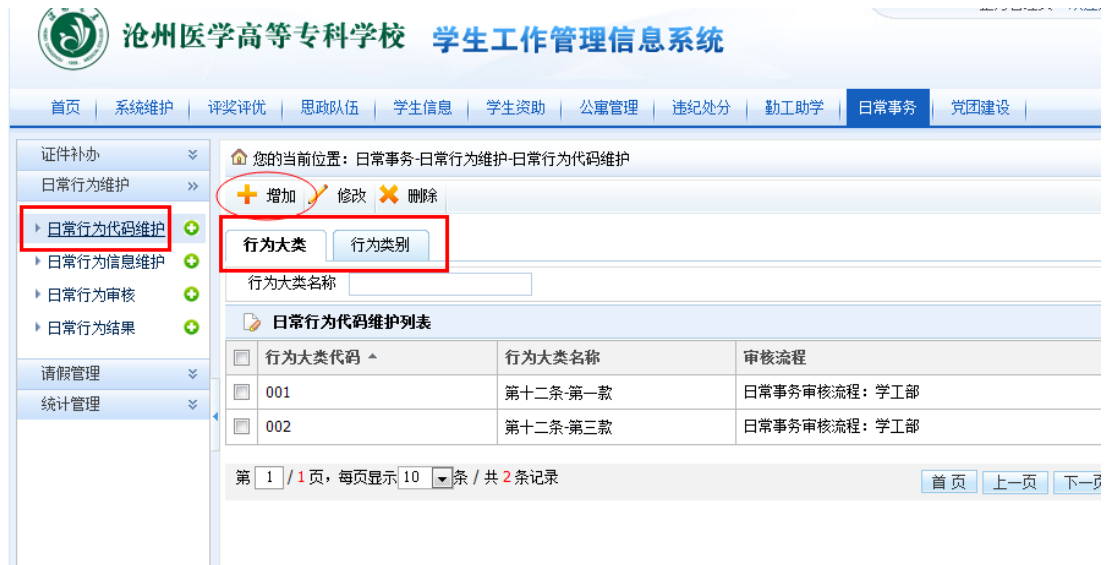 沧州医学高等专科学校 学生工作管理信息系统
首页 系统维护 评奖评优 思政队伍 学生信息 学生资助 公寓管理 违纪处分 勤工助学 日常事务 党团建设
证件补办
日常行为维护
日常行为代码维护
日常行为信息维护
日常行为审核
日常行为结果
请假管理
统计管理
您的当前位置：日常事务-日常行为维护-日常行为代码维护
增加 修改 删除
行为大类 行为类别
行为大类名称
日常行为代码维护列表
行为大类代码 行为大类名称 审核流程
001 第十二条-第一款 日常事务审核流程：学工部
002 第十二条-第三款 日常事务审核流程：学工部
第 1 / 1 页，每页显示 10 条 / 共 2 条记录
首 页 上一页 下一页